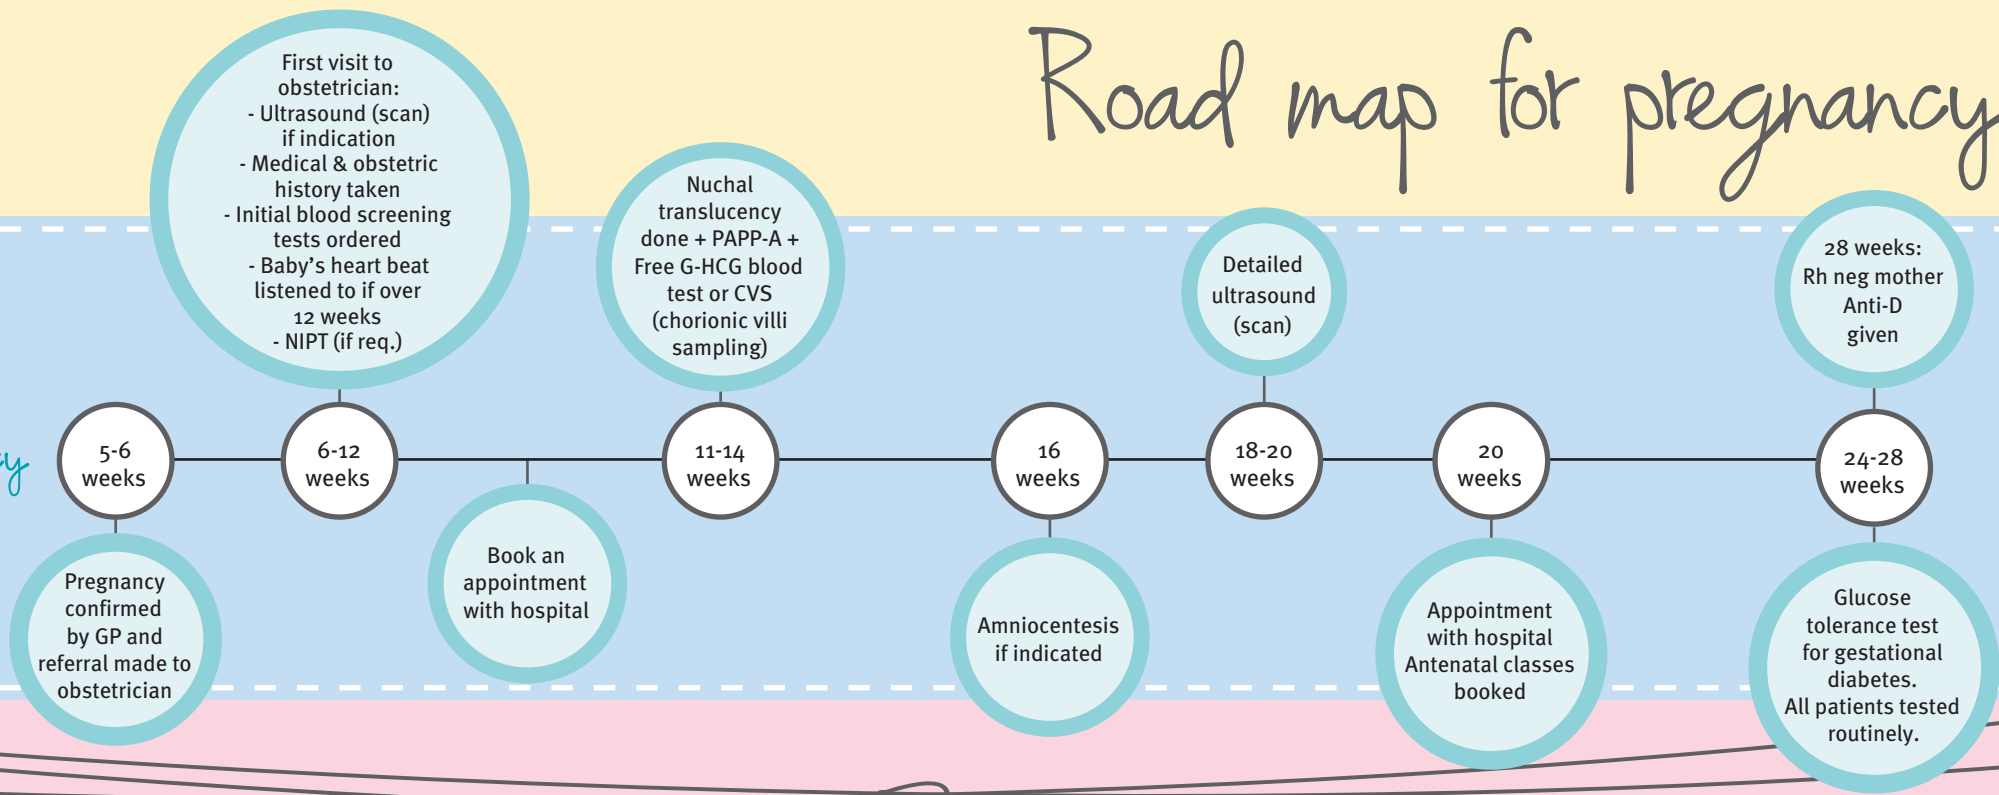 Road map for pregnancy
First visit to
obstetrician:
- Ultrasound (scan)
if indication
- Medical & obstetric
history taken
- Initial blood screening
tests ordered
- Baby's heart beat
listened to if over
12 weeks
- NIPT (if req.)
Nuchal
translucency
done + PAPP-A +
Free G-HCG blood
test or CVS
(chorionic villi
sampling)
Detailed
ultrasound
(scan)
28 weeks:
Rh neg mother
Anti-D
given
5-6
weeks
6-12
weeks
11-14
weeks
16
weeks
18-20
weeks
20
weeks
24-28
weeks
Pregnancy
confirmed
by GP and
referral made to
obstetrician
Book an
appointment
with hospital
Amniocentesis
if indicated
Appointment
with hospital
Antenatal classes
booked
Glucose
tolerance test
for gestational
diabetes.
All patients tested
routinely.